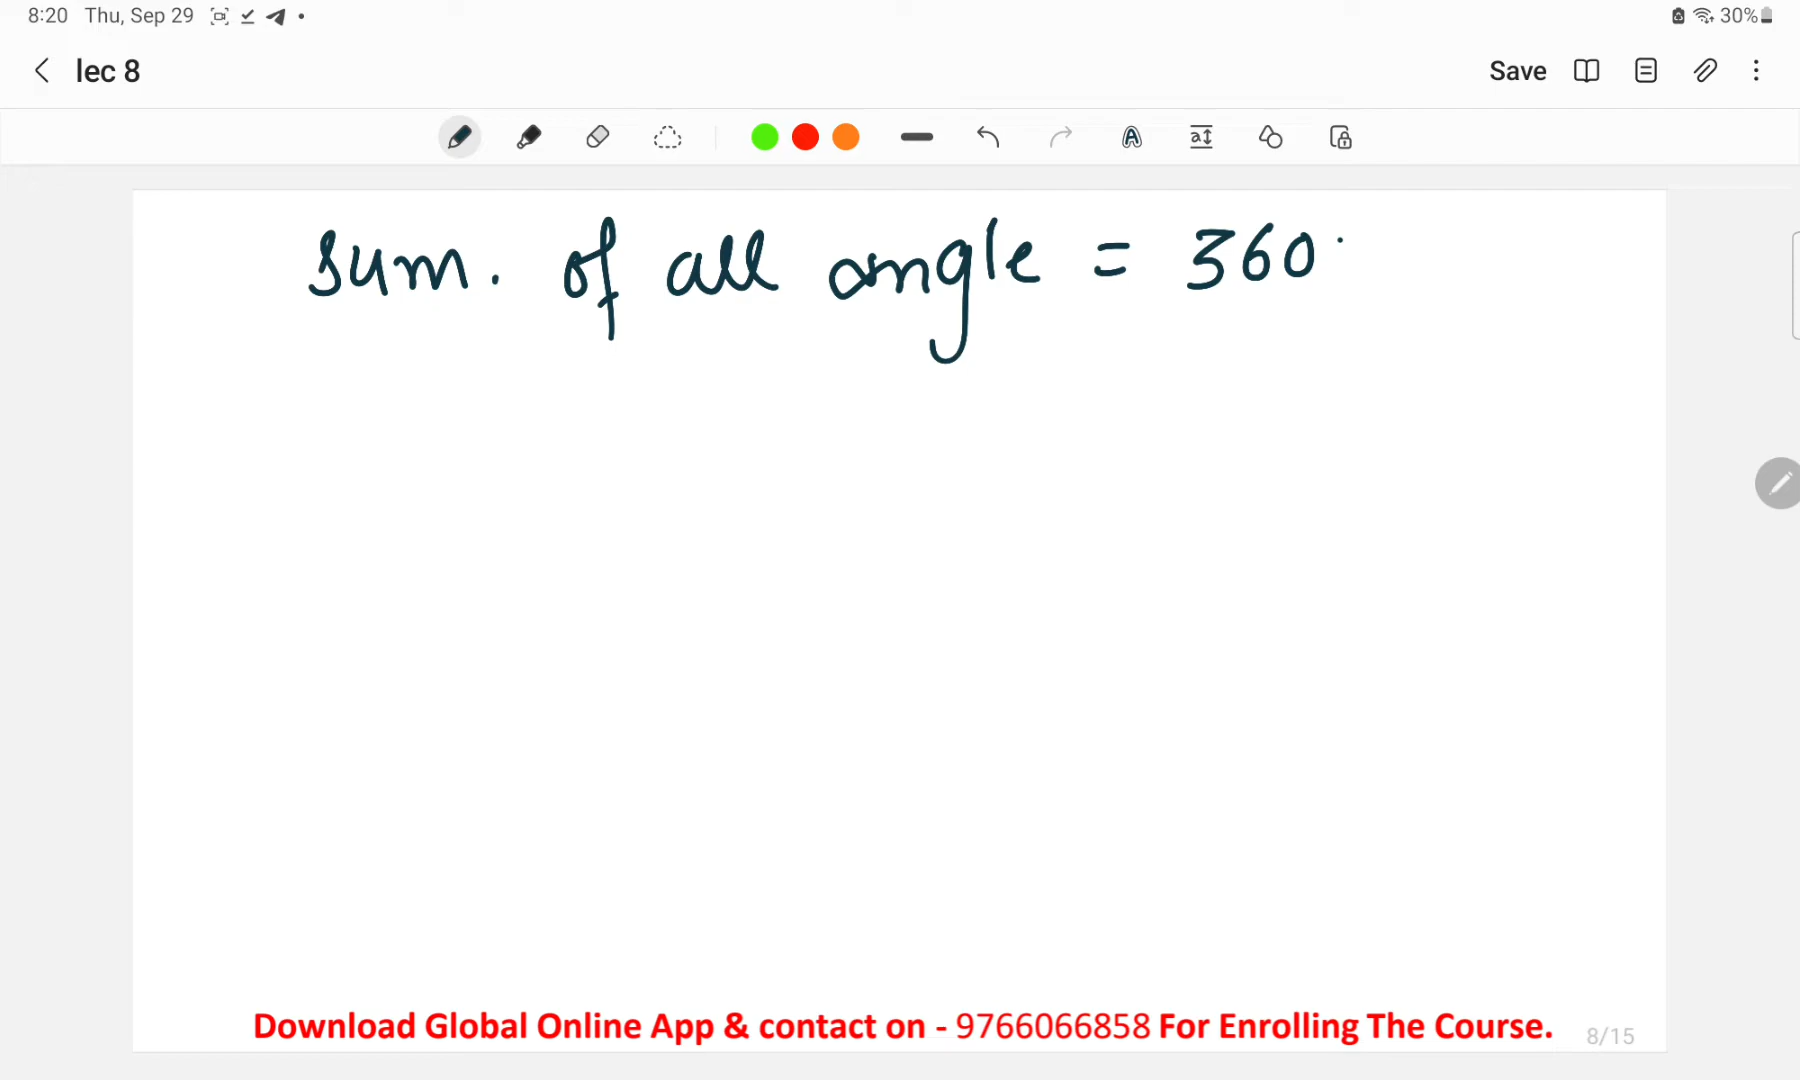 8:20 Thu, Sep 29 30%
lec 8 Save
sum. of all angle = 360°
Download Global Online App & contact on - 9766066858 For Enrolling The Course.
8/15